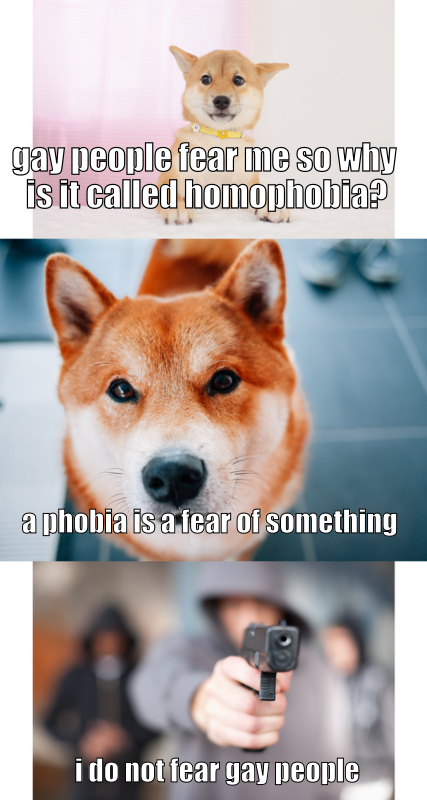 gay people fear me so why
is it called homophobia?
a phobia is a fear of something
i do not fear gay people